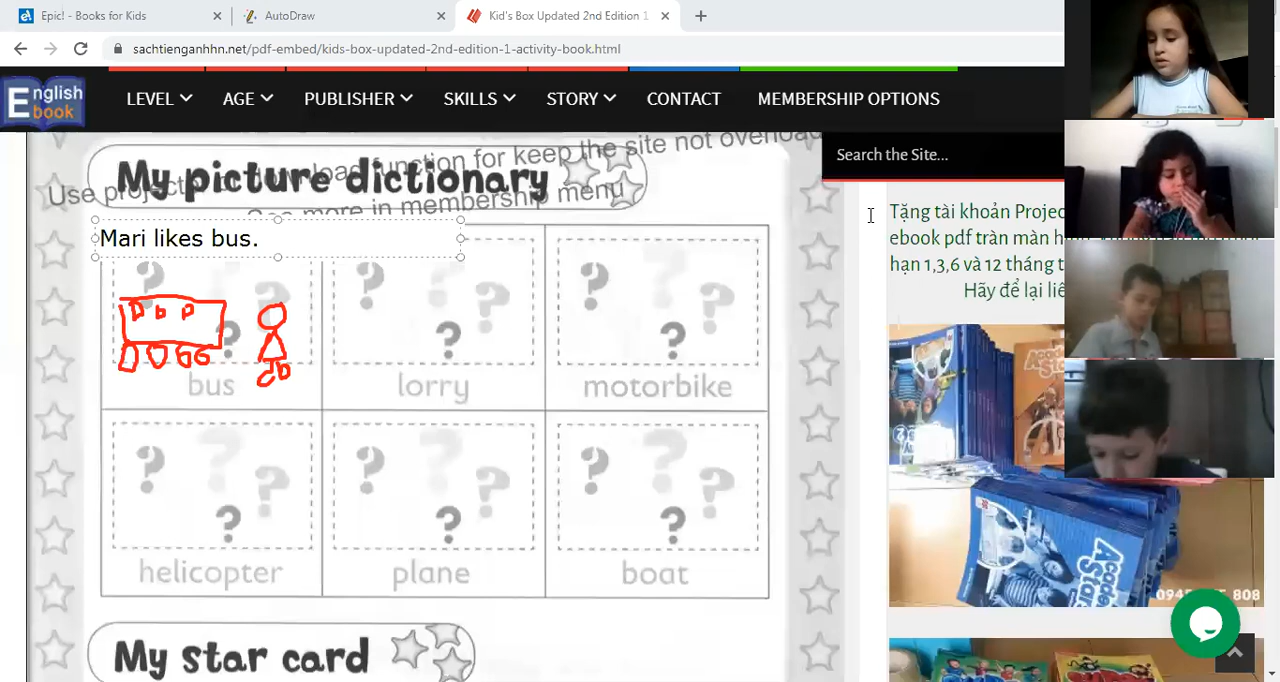 Epic! - Books for Kids
AutoDraw
Kid's Box Updated 2nd Edition 1
sachtienganhhn.net/pdf-embed/kids-box-updated-2nd-edition-1-activity-book.html
English
book
LEVEL AGE PUBLISHER SKILLS STORY CONTACT MEMBERSHIP OPTIONS
Search the Site...
My picture dictionary
Mari likes bus.
bus lorry motorbike
helicopter plane boat
My star card
Tặng tài khoản
ebook pdf tràn màn
hạn 1,3,6 và 12 tháng
Hãy để lại
808